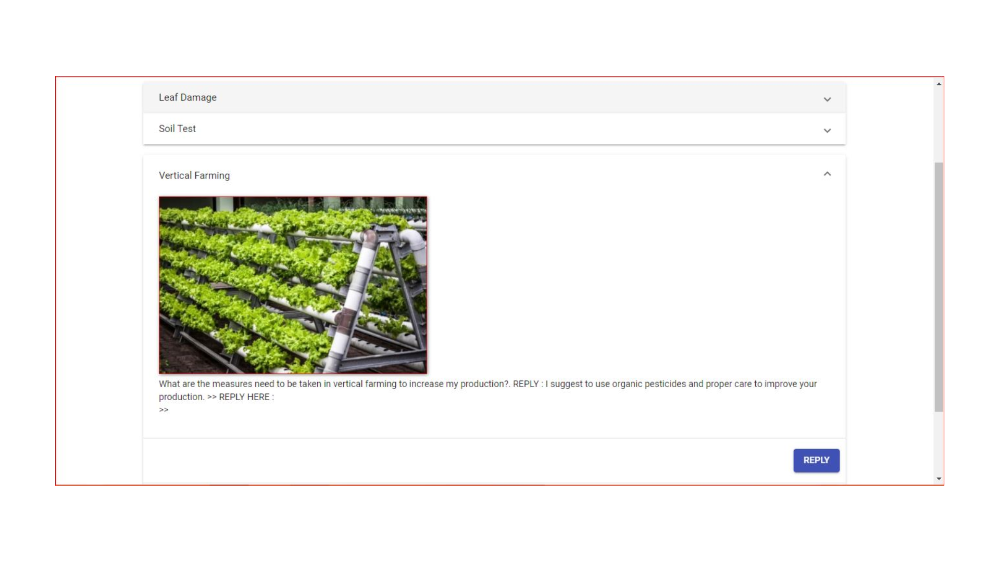 Leaf Damage
Soil Test
Vertical Farming
What are the measures need to be taken in vertical farming to increase my production?. REPLY : I suggest to use organic pesticides and proper care to improve your
production. >> REPLY HERE :
>>
REPLY